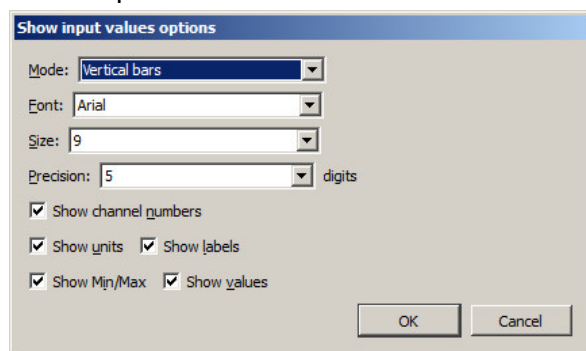 Show input values options
Mode: Vertical bars
Font: Arial
Size: 9
Precision: 5 digits
Show channel numbers
Show units Show labels
Show Min/Max Show values
OK Cancel